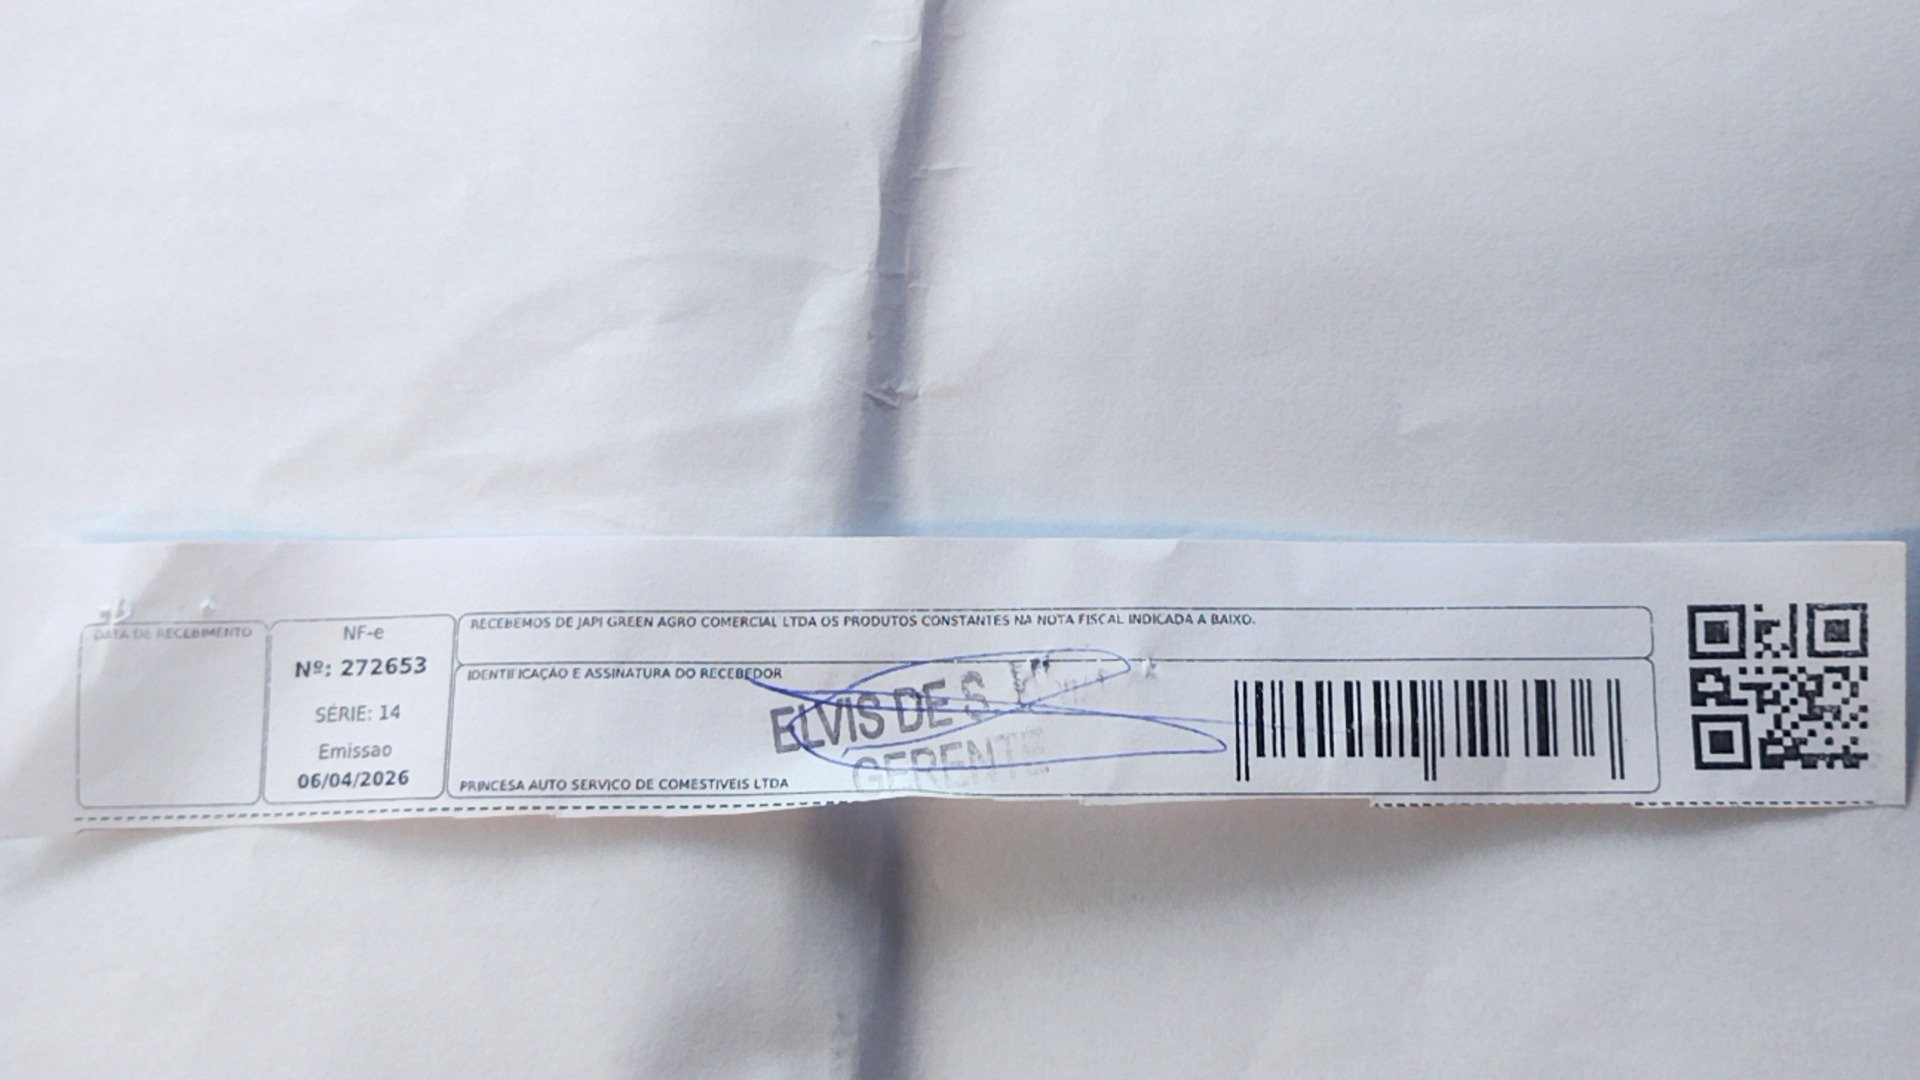 DATA DE RECEBIMENTO
NF-e
Nº: 272653
SÉRIE: 14
Emissao
06/04/2026
RECEBEMOS DE JAPI GREEN AGRO COMERCIAL LTDA OS PRODUTOS CONSTANTES NA NOTA FISCAL INDICADA A BAIXO.
IDENTIFICAÇÃO E ASSINATURA DO RECEBEDOR
ELVIS DE S.
GERENTE
PRINCESA AUTO SERVIÇO DE COMESTIVEIS LTDA